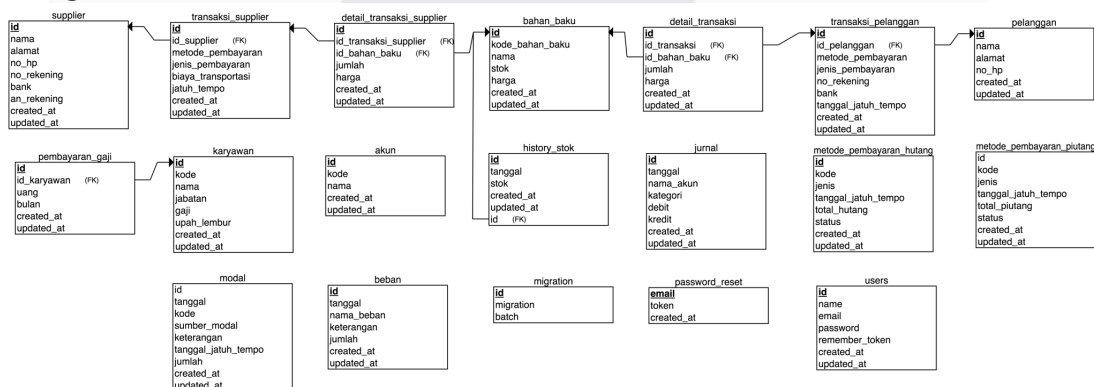 supplier
id
nama
alamat
no_hp
no_rekening
bank
an_rekening
created_at
updated_at
transaksi_supplier
id
id_supplier (FK)
metode_pembayaran
jenis_pembayaran
biaya_transportasi
jatuh_tempo
created_at
updated_at
detail_transaksi_supplier
id
id_transaksi_supplier (FK)
id_bahan_baku (FK)
jumlah
harga
created_at
updated_at
bahan_baku
id
kode_bahan_baku
nama
stok
harga
created_at
updated_at
detail_transaksi
id
id_transaksi (FK)
id_bahan_baku (FK)
jumlah
harga
created_at
updated_at
transaksi_pelanggan
id
id_pelanggan (FK)
metode_pembayaran
jenis_pembayaran
no_rekening
bank
tanggal_jatuh_tempo
created_at
updated_at
pelanggan
id
nama
alamat
no_hp
created_at
updated_at
pembayaran_gaji
id
id_karyawan (FK)
uang
bulan
created_at
updated_at
karyawan
id
kode
nama
jabatan
gaji
upah_lembur
created_at
updated_at
akun
id
kode
nama
created_at
updated_at
history_stok
id
tanggal
stok
created_at
updated_at
id (FK)
jurnal
id
tanggal
nama_akun
kategori
debit
kredit
created_at
updated_at
metode_pembayaran_hutang
id
kode
jenis
tanggal_jatuh_tempo
total_hutang
status
created_at
updated_at
metode_pembayaran_piutang
id
kode
jenis
tanggal_jatuh_tempo
total_piutang
status
created_at
updated_at
modal
id
tanggal
kode
sumber_modal
keterangan
tanggal_jatuh_tempo
jumlah
created_at
updated_at
beban
id
tanggal
nama_beban
keterangan
jumlah
created_at
updated_at
migration
id
migration
batch
password_reset
email
token
created_at
users
id
name
email
password
remember_token
created_at
updated_at